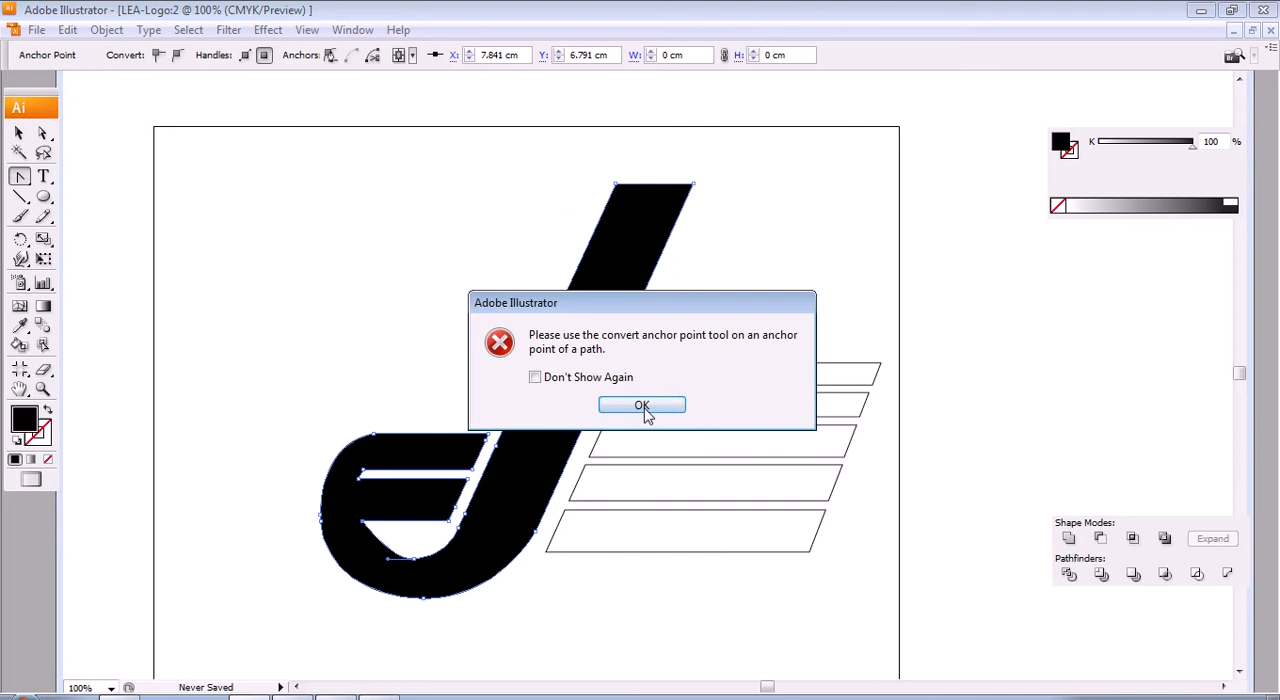 Adobe Illustrator - [LEA-Logo:2 @ 100% (CMYK/Preview) ]
File Edit Object Type Select Filter Effect View Window Help
Anchor Point Convert: Handles: Anchors: X: 7.841 cm Y: 6.791 cm W: 0 cm H: 0 cm
Ai
K 100 %
T
Adobe Illustrator
Please use the convert anchor point tool on an anchor
point of a path.
Don't Show Again
OK
Shape Modes:
Expand
Pathfinders:
100% Never Saved